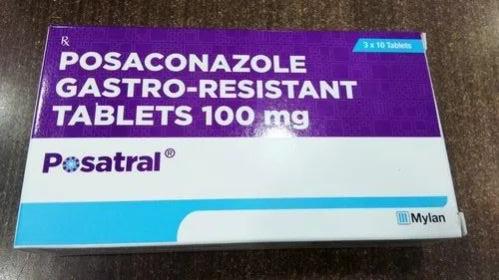 ℞
3 x 10 Tablets
POSACONAZOLE
GASTRO-RESISTANT
TABLETS 100 mg
Posatral®
Mylan